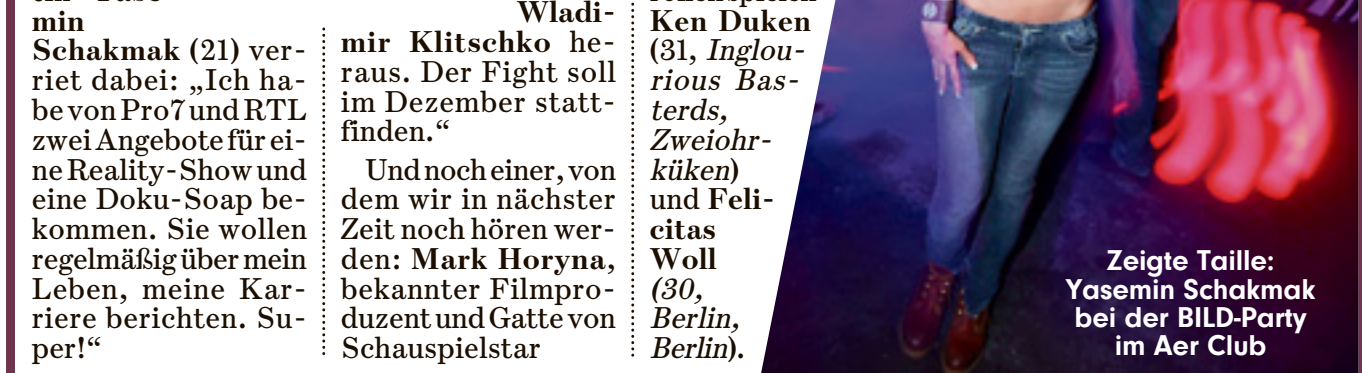 min
Schakmak (21) ver-
riet dabei: „Ich ha-
be von Pro7 und RTL
zwei Angebote für ei-
ne Reality-Show und
eine Doku-Soap be-
kommen. Sie wollen
regelmäßig über mein
Leben, meine Kar-
riere berichten. Su-
per!“
Wladi-
mir Klitschko he-
raus. Der Fight soll
im Dezember statt-
finden.“
Und noch einer, von
dem wir in nächster
Zeit noch hören wer-
den: Mark Horyna,
bekannter Filmpro-
duzent und Gatte von
Schauspielstar
Ken Duken
(31, Inglou-
rious Bas-
terds,
Zweiohr-
küken)
und Feli-
citas
Woll
(30,
Berlin,
Berlin).
Zeigte Taille:
Yasemin Schakmak
bei der BILD-Party
im Aer Club